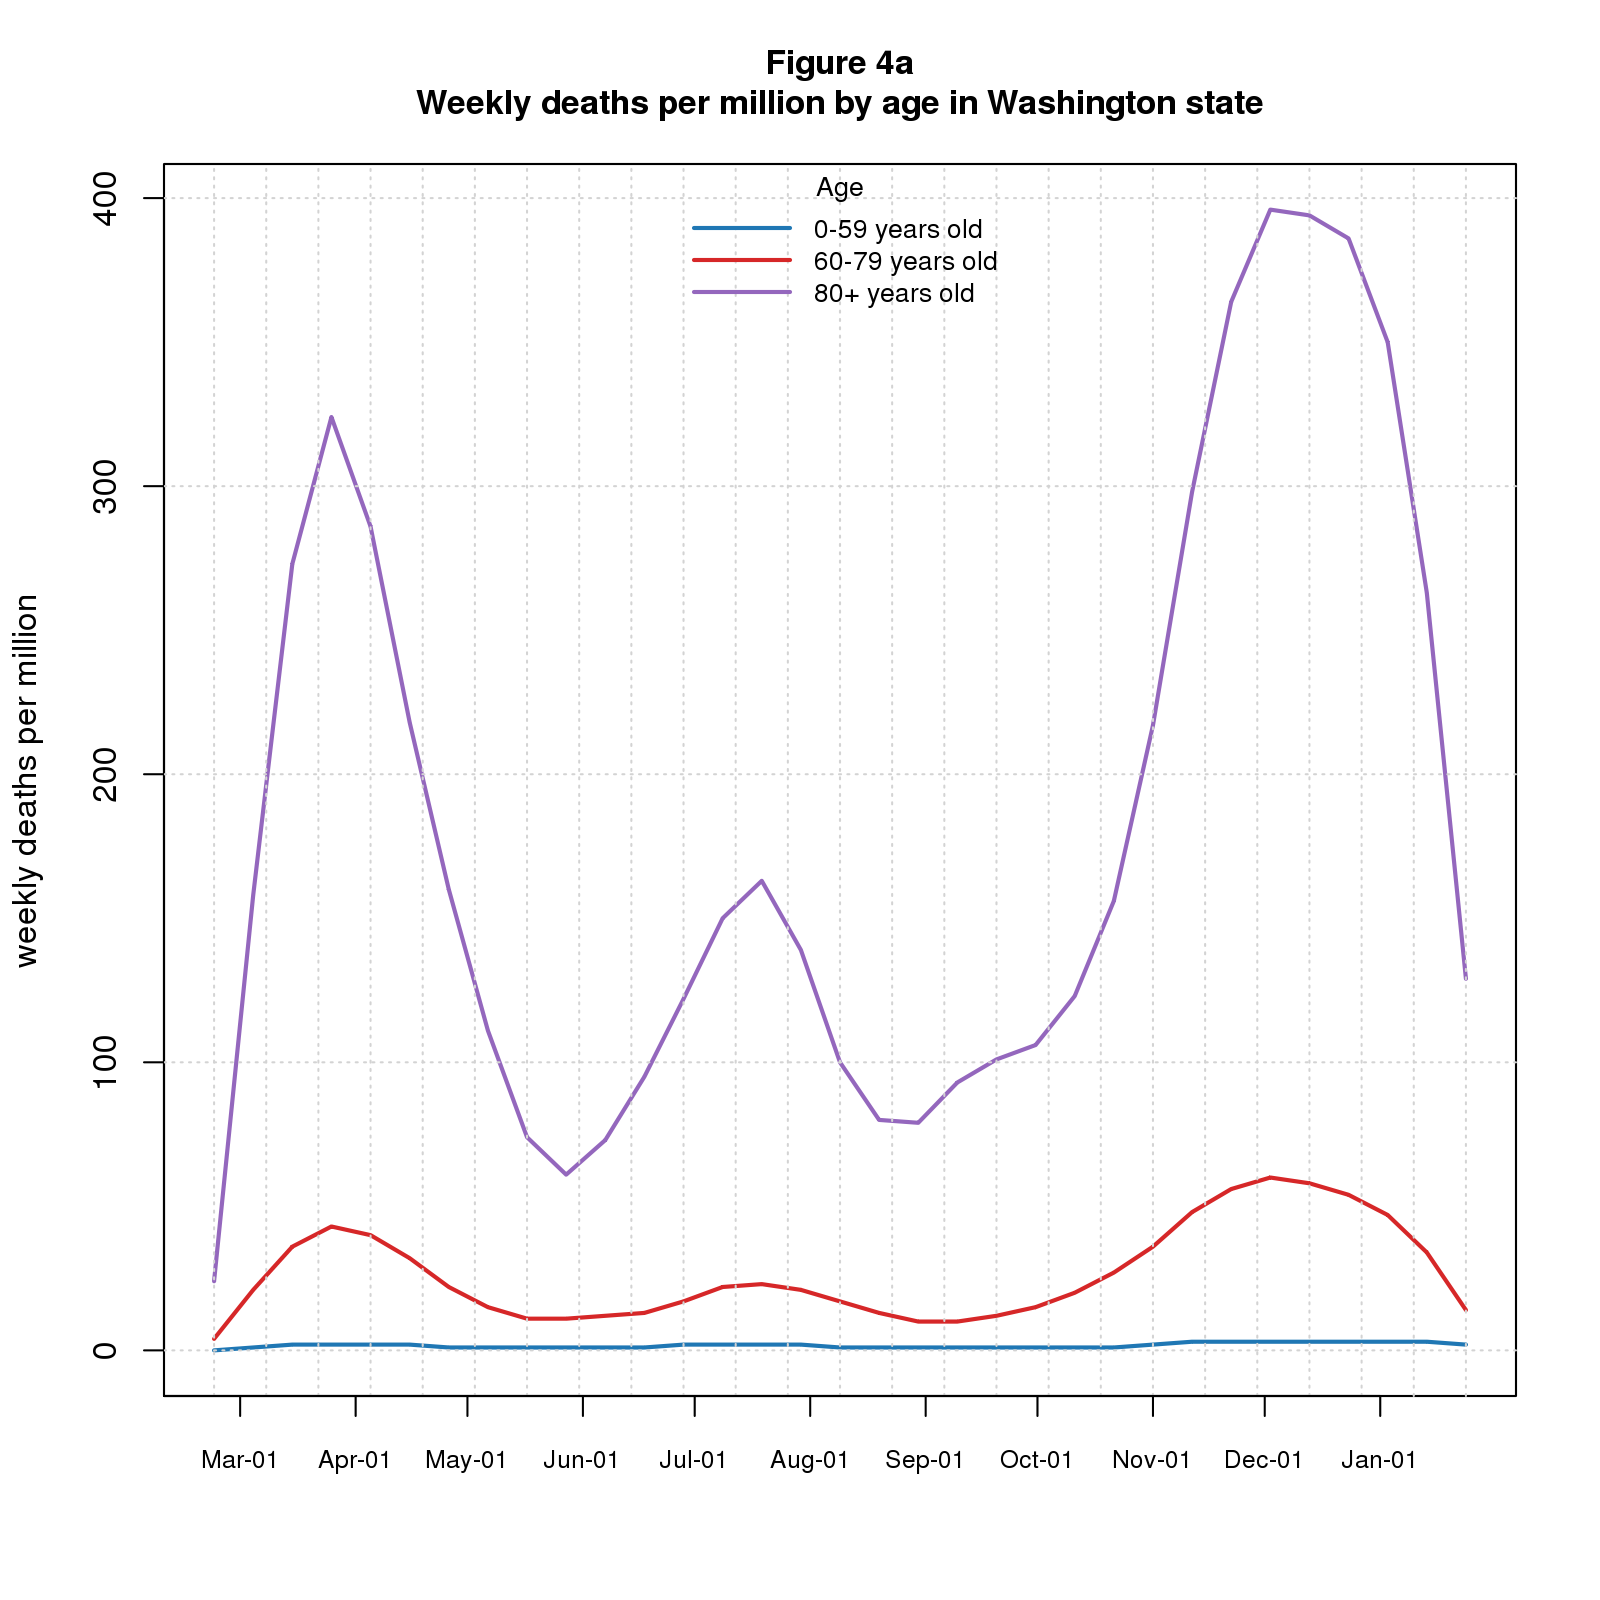 Figure 4a
Weekly deaths per million by age in Washington state
Age
0-59 years old
60-79 years old
80+ years old
weekly deaths per million
400
300
200
100
0
Mar-01 Apr-01 May-01 Jun-01 Jul-01 Aug-01 Sep-01 Oct-01 Nov-01 Dec-01 Jan-01